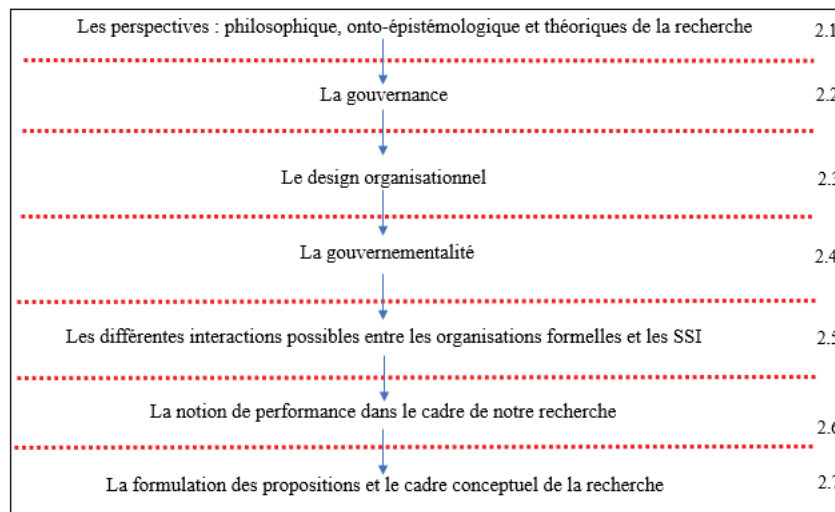 Les perspectives : philosophique, onto-épistémologique et théoriques de la recherche 2.1
La gouvernance 2.2
Le design organisationnel 2.3
La gouvernementalité 2.4
Les différentes interactions possibles entre les organisations formelles et les SSI 2.5
La notion de performance dans le cadre de notre recherche 2.6
La formulation des propositions et le cadre conceptuel de la recherche 2.7